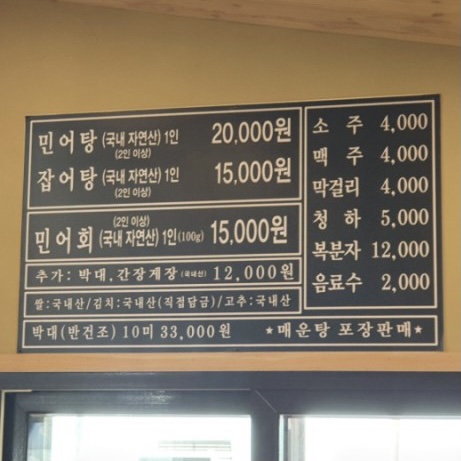 민어탕 (국내 자연산) 1인 20,000원
(2인 이상)
잡어탕 (국내 자연산) 1인 15,000원
(2인 이상)
(2인 이상)
민어회 (국내 자연산) 1인 (100g) 15,000원
추가: 박대, 간장게장 (국내산) 12,000원
쌀:국내산/김치:국내산(직접담금)/고추:국내산
박대(반건조) 10미 33,000원 ★매운탕 포장판매★
소주 4,000
맥주 4,000
막걸리 4,000
청하 5,000
복분자 12,000
음료수 2,000